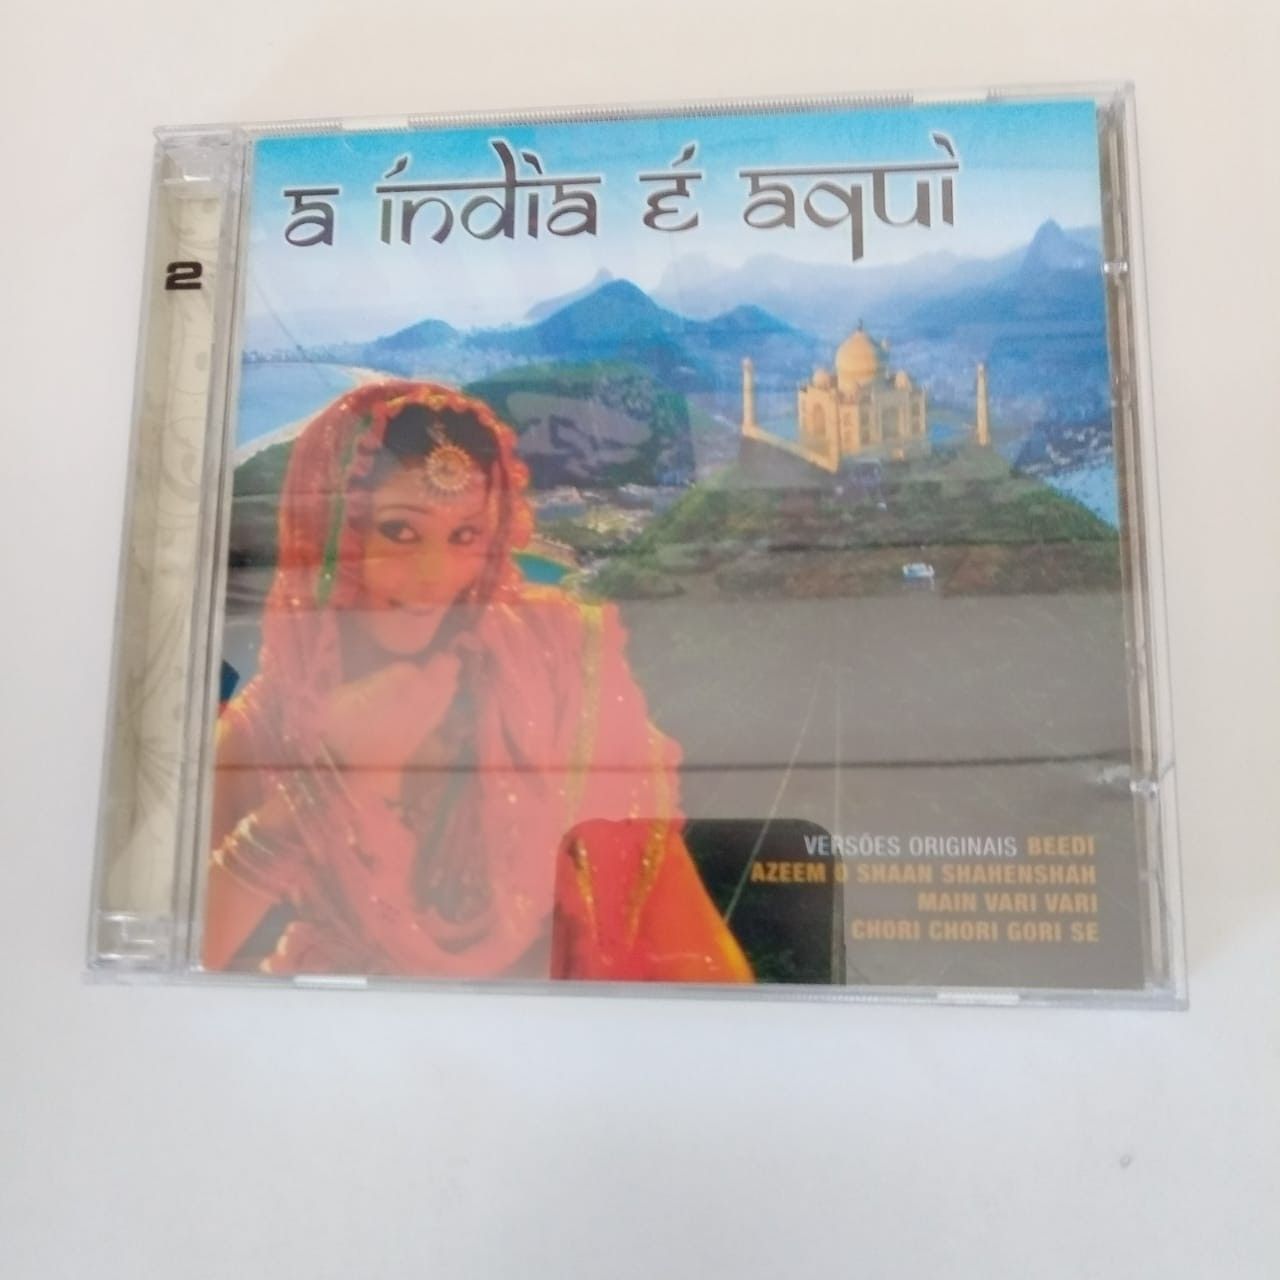 A índia é aqui
2
VERSÕES ORIGINAIS BEEDI
AZEEM O SHAAN SHAHENSHAH
MAIN VARI VARI
CHORI CHORI GORI SE